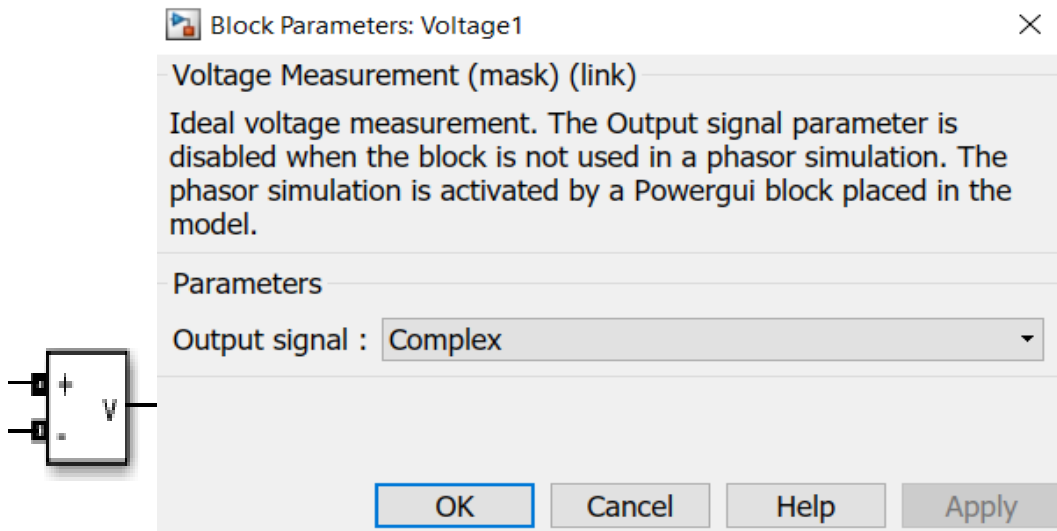 Block Parameters: Voltage1
Voltage Measurement (mask) (link)
Ideal voltage measurement. The Output signal parameter is
disabled when the block is not used in a phasor simulation. The
phasor simulation is activated by a Powergui block placed in the
model.
Parameters
Output signal : Complex
+
v
-
OK Cancel Help Apply